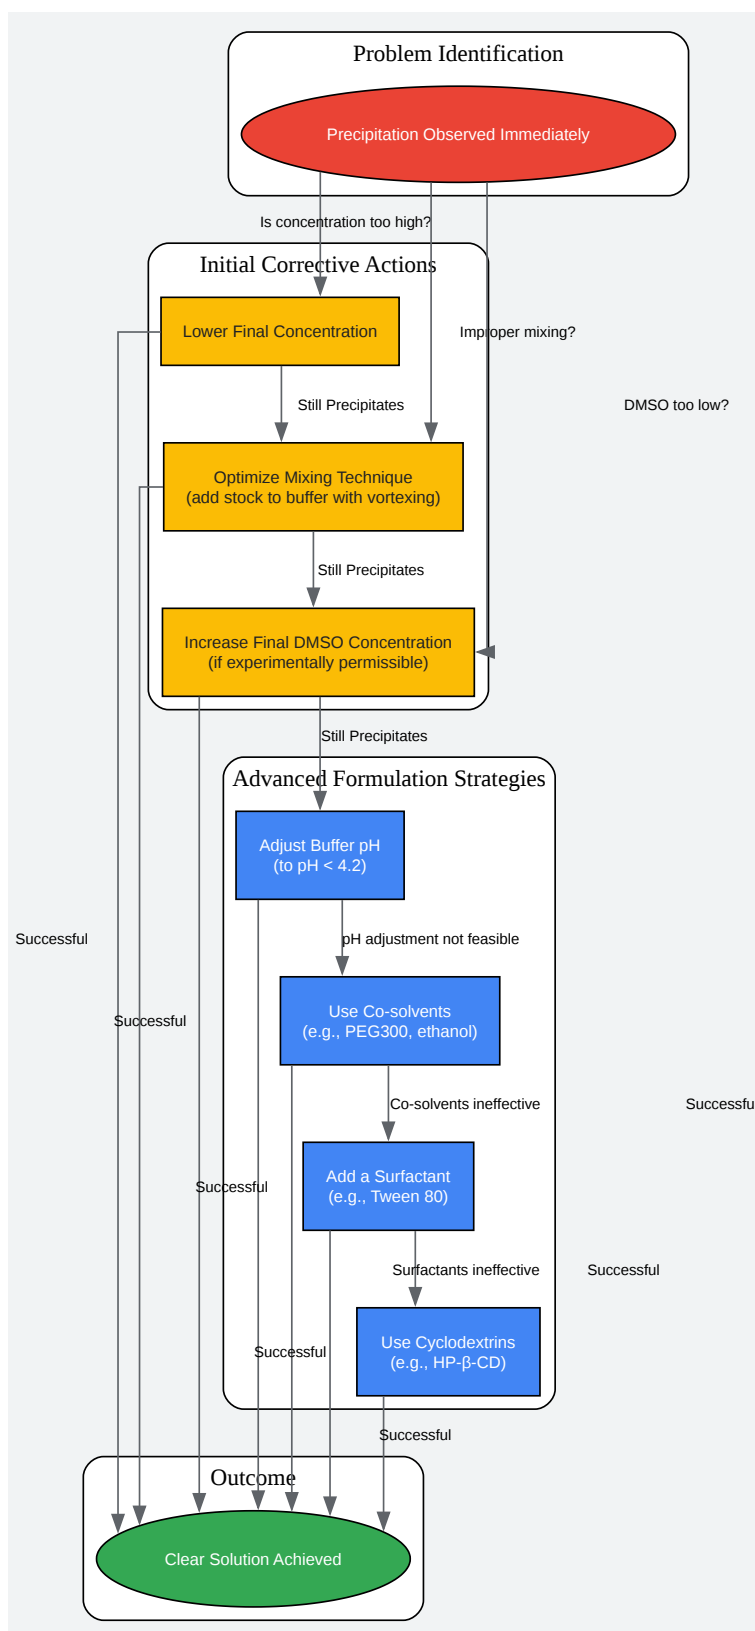 Problem Identification
Precipitation Observed Immediately
Is concentration too high?
Initial Corrective Actions
Lower Final Concentration
Improper mixing?
Still Precipitates
DMSO too low?
Optimize Mixing Technique
(add stock to buffer with vortexing)
Still Precipitates
Increase Final DMSO Concentration
(if experimentally permissible)
Still Precipitates
Advanced Formulation Strategies
Adjust Buffer pH
(to pH < 4.2)
Successful
pH adjustment not feasible
Use Co-solvents
(e.g., PEG300, ethanol)
Successful
Co-solvents ineffective
Successfu
Add a Surfactant
(e.g., Tween 80)
Successful
Surfactants ineffective
Successful
Use Cyclodextrins
(e.g., HP-β-CD)
Successful
Successful
Outcome
Clear Solution Achieved